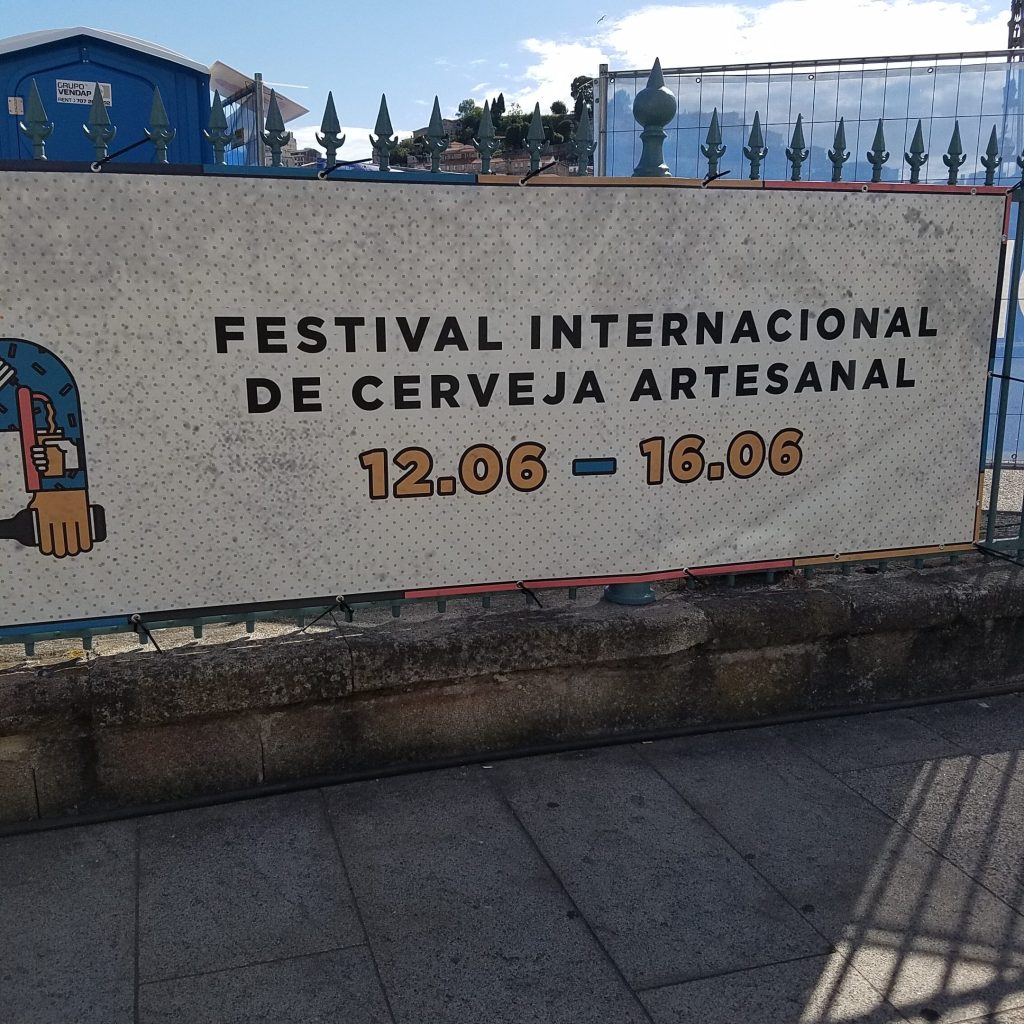 GRUPO
VENDAP
FESTIVAL INTERNACIONAL
DE CERVEJA ARTESANAL
12.06 – 16.06